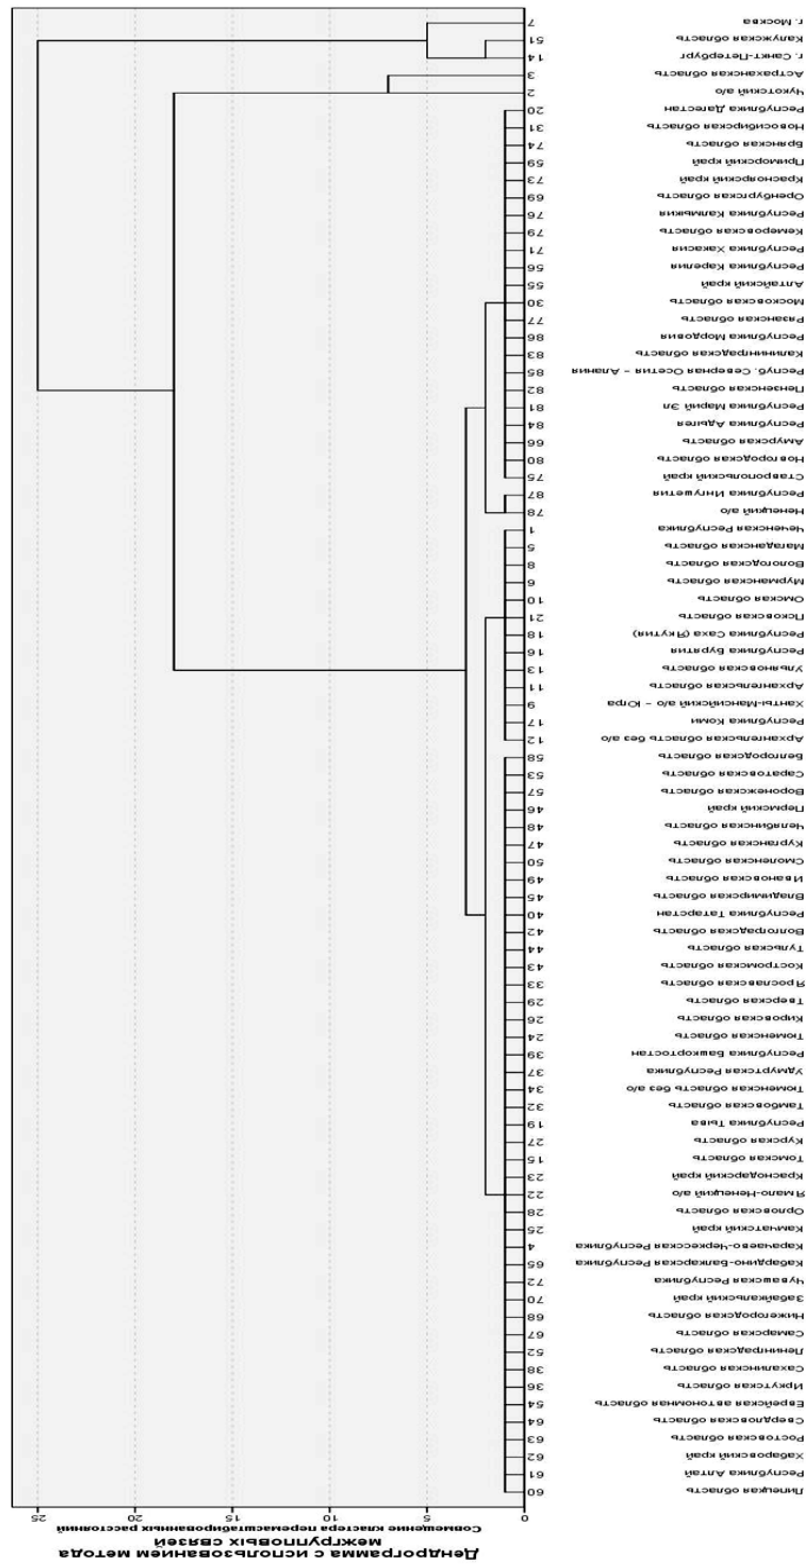 Дендрограмма с использованием метода
межгрупповых связей
Совмещение кластера перемасштабированных расстояний
0 5 10 15 20 25
Липецкая область 60
Республика Алтай 61
Хабаровский край 62
Ростовская область 63
Свердловская область 64
Еврейская автономная область 54
Иркутская область 36
Сахалинская область 38
Ленинградская область 52
Самарская область 67
Нижегородская область 68
Забайкальский край 70
Чувашская Республика 72
Кабардино-Балкарская Республика 65
Карачаево-Черкесская Республика 4
Камчатский край 25
Орловская область 28
Ямало-Ненецкий а/о 22
Краснодарский край 23
Томская область 15
Курская область 27
Республика Тыва 19
Тамбовская область 32
Тюменская область без а/о 34
Удмуртская Республика 37
Республика Башкортостан 39
Тюменская область 24
Кировская область 26
Тверская область 29
Ярославская область 33
Костромская область 43
Тульская область 44
Волгоградская область 42
Республика Татарстан 40
Владимирская область 45
Ивановская область 49
Смоленская область 50
Курганская область 47
Челябинская область 48
Пермский край 46
Воронежская область 57
Саратовская область 53
Белгородская область 58
Архангельская область без а/о 12
Республика Коми 17
Ханты-Мансийский а/о – Югра 9
Архангельская область 11
Ульяновская область 13
Республика Бурятия 16
Республика Саха (Якутия) 18
Псковская область 21
Омская область 10
Мурманская область 6
Вологодская область 8
Магаданская область 5
Чеченская Республика 1
Ненецкий а/о 78
Республика Ингушетия 87
Ставропольский край 75
Новгородская область 80
Амурская область 66
Республика Адыгея 84
Республика Марий Эл 81
Пензенская область 82
Респуб. Северная Осетия – Алания 85
Калининградская область 83
Республика Мордовия 86
Рязанская область 77
Московская область 30
Алтайский край 55
Республика Карелия 56
Республика Хакасия 71
Кемеровская область 79
Республика Калмыкия 76
Оренбургская область 69
Красноярский край 73
Приморский край 59
Брянская область 74
Новосибирская область 31
Республика Дагестан 20
Чукотский а/о 2
Астраханская область 3
г. Санкт-Петербург 14
Калужская область 51
г. Москва 7